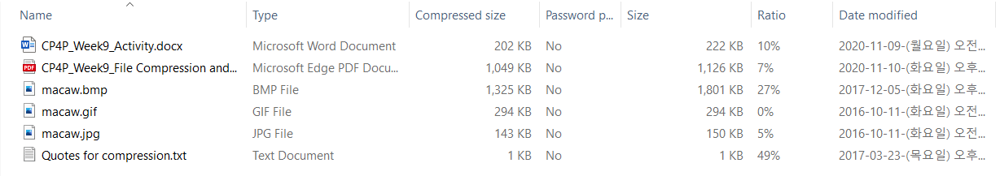 Name Type Compressed size Password p... Size Ratio Date modified
CP4P_Week9_Activity.docx Microsoft Word Document 202 KB No 222 KB 10% 2020-11-09-(월요일) 오전...
CP4P_Week9_File Compression and... Microsoft Edge PDF Docu... 1,049 KB No 1,126 KB 7% 2020-11-10-(화요일) 오후...
macaw.bmp BMP File 1,325 KB No 1,801 KB 27% 2017-12-05-(화요일) 오후...
macaw.gif GIF File 294 KB No 294 KB 0% 2016-10-11-(화요일) 오전...
macaw.jpg JPG File 143 KB No 150 KB 5% 2016-10-11-(화요일) 오전...
Quotes for compression.txt Text Document 1 KB No 1 KB 49% 2017-03-23-(목요일) 오후...